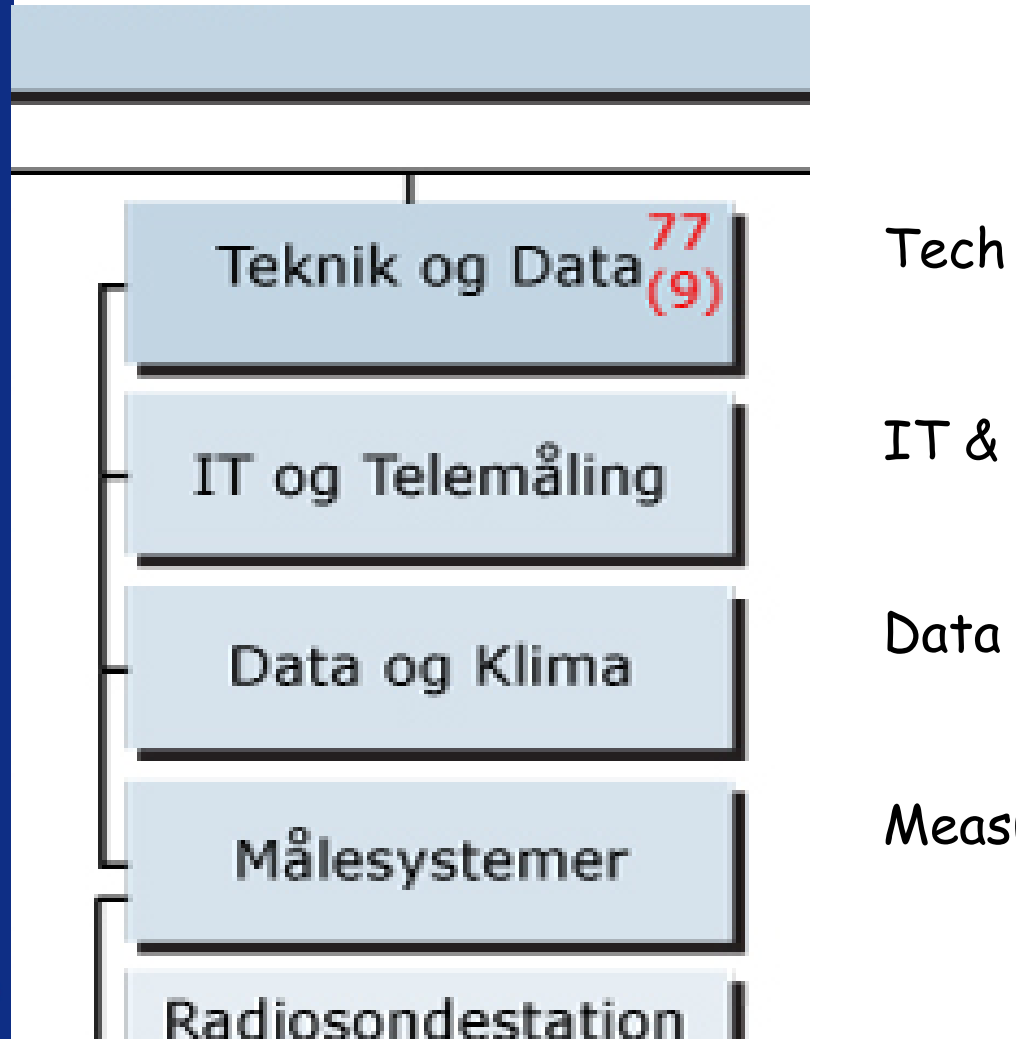 Teknik og Data 77
(9)
Tech
IT og Telemåling
IT &
Data og Klima
Data
Målesystemer
Radiosondestation